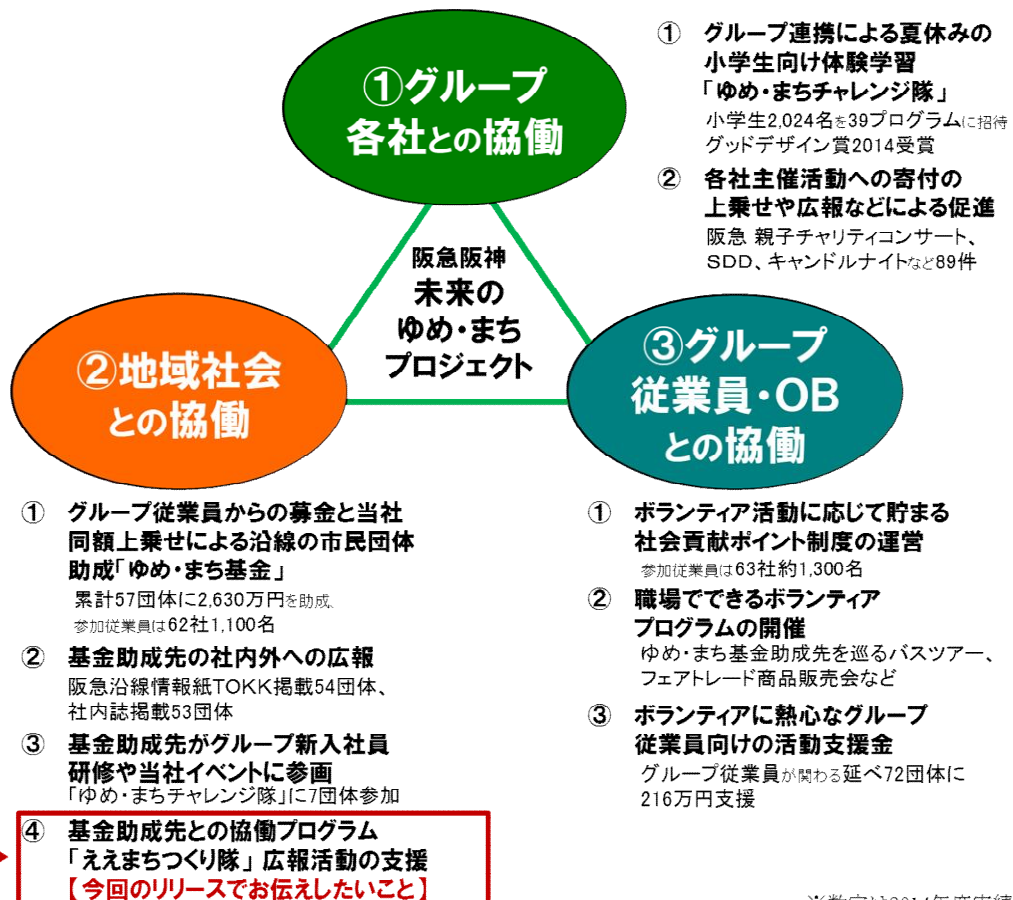 ①グループ
各社との協働
① グループ連携による夏休みの
小学生向け体験学習
「ゆめ・まちチャレンジ隊」
小学生2,024名を39プログラムに招待
グッドデザイン賞2014受賞
② 各社主催活動への寄付の
上乗せや広報などによる促進
阪急 親子チャリティコンサート、
SDD、キャンドルナイトなど89件
阪急阪神
未来の
ゆめ・まち
プロジェクト
②地域社会
との協働
③グループ
従業員・OB
との協働
① グループ従業員からの募金と当社
同額上乗せによる沿線の市民団体
助成「ゆめ・まち基金」
累計57団体に2,630万円を助成、
参加従業員は62社1,100名
② 基金助成先の社内外への広報
阪急沿線情報紙TOKK掲載54団体、
社内誌掲載53団体
③ 基金助成先がグループ新入社員
研修や当社イベントに参画
「ゆめ・まちチャレンジ隊」に7団体参加
④ 基金助成先との協働プログラム
「ええまちつくり隊」広報活動の支援
【今回のリリースでお伝えしたいこと】
① ボランティア活動に応じて貯まる
社会貢献ポイント制度の運営
参加従業員は63社約1,300名
② 職場でできるボランティア
プログラムの開催
ゆめ・まち基金助成先を巡るバスツアー、
フェアトレード商品販売会など
③ ボランティアに熱心なグループ
従業員向けの活動支援金
グループ従業員が関わる延べ72団体に
216万円支援
※数字は2014年度実績